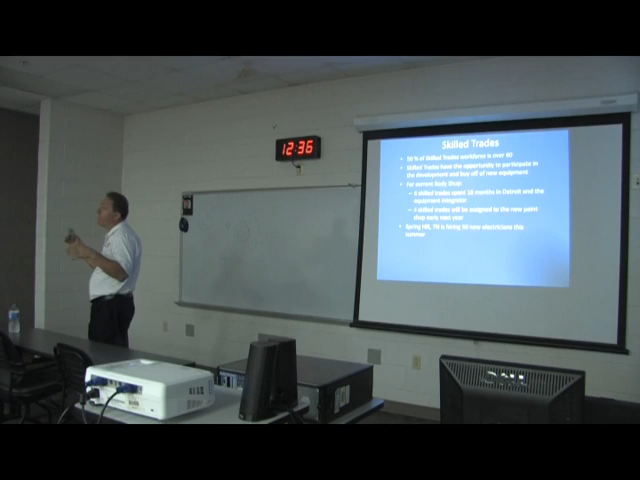 12:36
Skilled Trades
50 % of Skilled Trades workforce is over 60
Skilled Trades have the opportunity to participate in
the development and buy off of new equipment
For current Body Shop:
skilled trades spent 18 months in Detroit and the
equipment integrator
4 skilled trades will be assigned to the new paint
shop early next year
Spring Hill, TN is hiring 50 new electricians this
summer
DELL